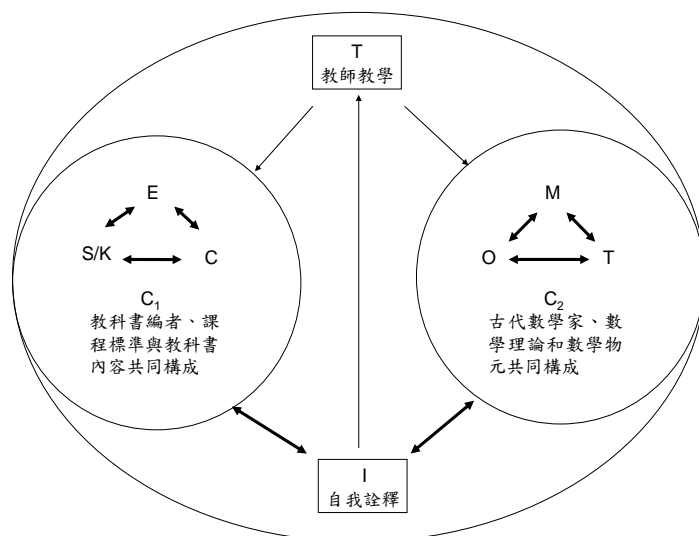 T
教師教學
E
S/K
C
C₁
教科書編者、課
程標準與教科書
內容共同構成
M
O
T
C₂
古代數學家、數
學理論和數學物
元共同構成
I
自我詮釋